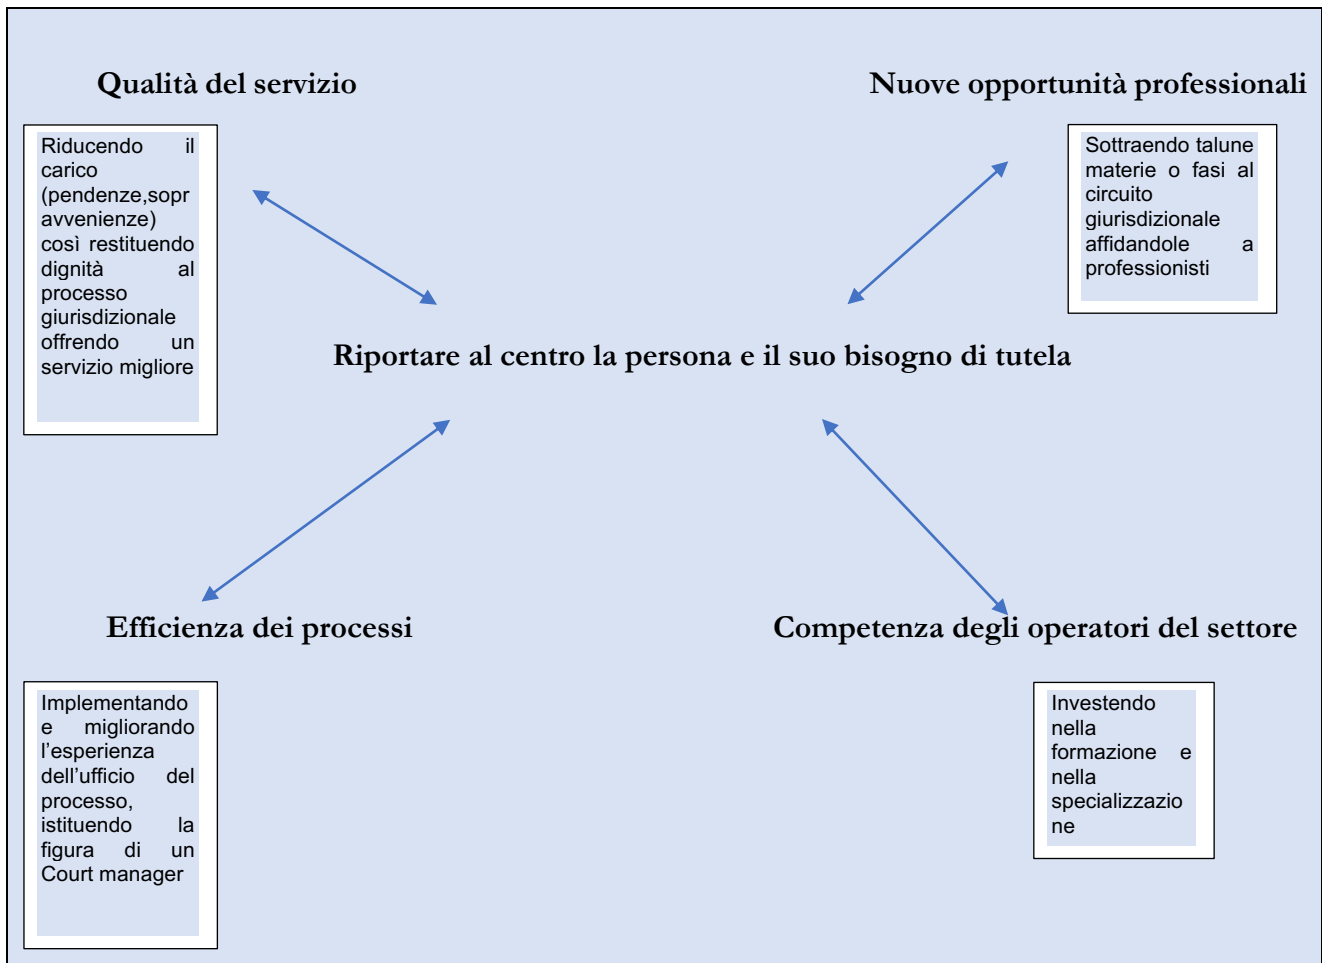 Qualità del servizio
Riducendo il
carico
(pendenze,sopr
avvenienze)
così restituendo
dignità al
processo
giurisdizionale
offrendo un
servizio migliore
Nuove opportunità professionali
Sottraendo talune
materie o fasi al
circuito
giurisdizionale
affidandole a
professionisti
Riportare al centro la persona e il suo bisogno di tutela
Efficienza dei processi
Implementando
e migliorando
l’esperienza
dell’ufficio del
processo,
istituendo la
figura di un
Court manager
Competenza degli operatori del settore
Investendo
nella
formazione e
nella
specializzazio
ne